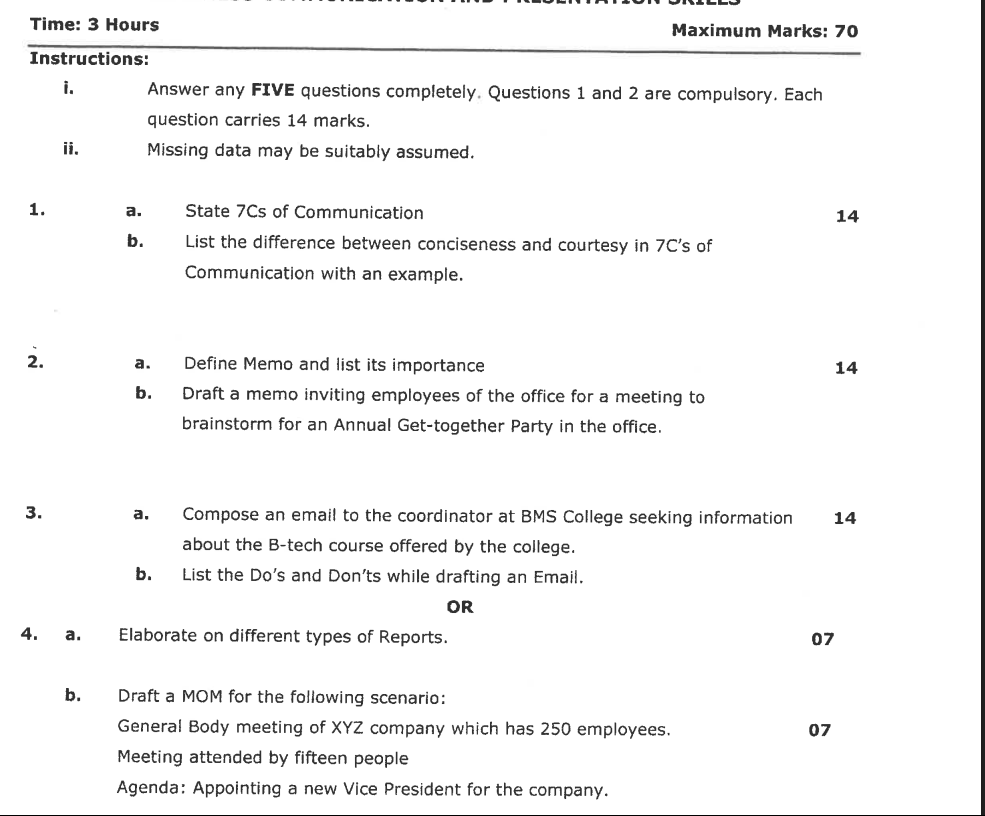 COMMUNICATION AND PRESENTATION SKILLS
Time: 3 Hours
Maximum Marks: 70
Instructions:
i. Answer any FIVE questions completely. Questions 1 and 2 are compulsory. Each
question carries 14 marks.
ii. Missing data may be suitably assumed.
1. a. State 7Cs of Communication 14
b. List the difference between conciseness and courtesy in 7C's of
Communication with an example.
2. a. Define Memo and list its importance 14
b. Draft a memo inviting employees of the office for a meeting to
brainstorm for an Annual Get-together Party in the office.
3. a. Compose an email to the coordinator at BMS College seeking information 14
about the B-tech course offered by the college.
b. List the Do's and Don'ts while drafting an Email.
OR
4. a. Elaborate on different types of Reports. 07
b. Draft a MOM for the following scenario:
General Body meeting of XYZ company which has 250 employees. 07
Meeting attended by fifteen people
Agenda: Appointing a new Vice President for the company.